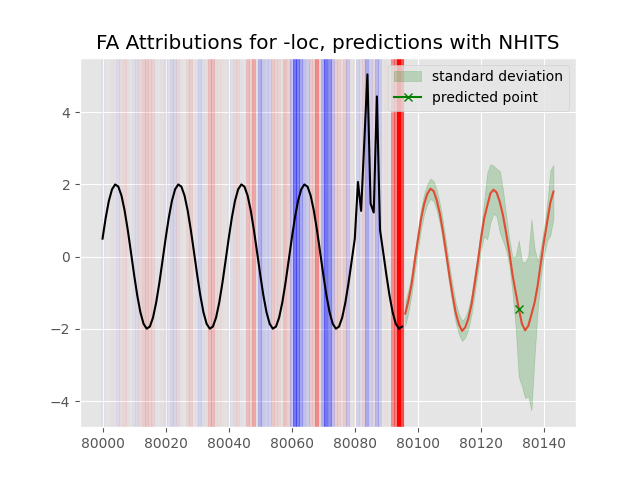 FA Attributions for -loc, predictions with NHITS
standard deviation
predicted point
4
2
0
−2
−4
80000 80020 80040 80060 80080 80100 80120 80140